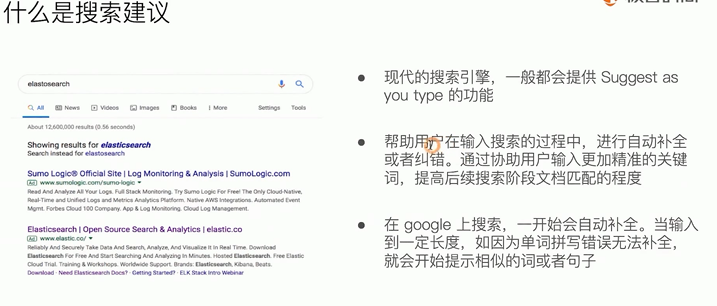 什么是搜索建议
elastosearch
All News Videos Images Books More Settings Tools
About 12,600,000 results (0.56 seconds)
Showing results for elasticsearch
Search instead for elastosearch
Sumo Logic® Official Site | Log Monitoring & Analysis | SumoLogic.com
Ad www.sumologic.com/sumo-logic
Read And Analyze All Your Logs. Full Stack Monitoring. Try Sumo Logic For Free! The Only Cloud-Native,
Real-Time and Unified Logs and Metrics Analytics Platform. Native AWS Integrations. Automated Event
Mgmt. Forbes Cloud 100 Company. App & Log Monitoring. Cloud Log Management.
Elasticsearch | Open Source Search & Analytics | elastic.co
Ad www.elastic.co/
Reliably And Securely Take Data And Search, Analyze, And Visualize It in Real Time. Download
Elasticsearch For Free And Start Searching And Analyzing In Minutes. Hosted Elasticsearch. Free Elastic
Cloud Trial. Training & Workshops. Worldwide Support. Brands: Elasticsearch, Kibana, Beats.
Download · Need Elasticsearch Docs? · Getting Started? · ELK Stack Intro Webinar
● 现代的搜索引擎，一般都会提供 Suggest as
you type 的功能
● 帮助用户在输入搜索的过程中，进行自动补全
或者纠错。通过协助用户输入更加精准的关键
词，提高后续搜索阶段文档匹配的程度
● 在 google 上搜索，一开始会自动补全。当输入
到一定长度，如因为单词拼写错误无法补全，
就会开始提示相似的词或者句子